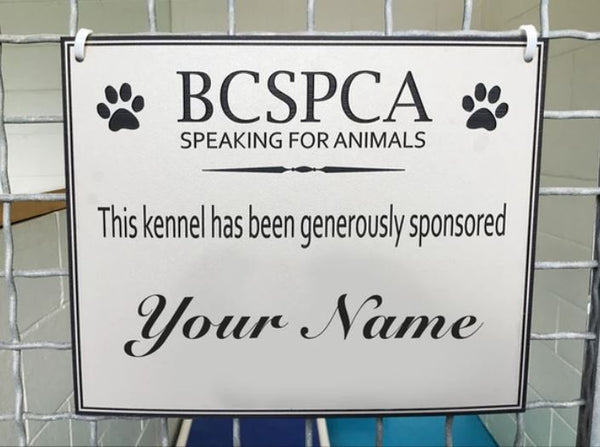 BCSPCA
SPEAKING FOR ANIMALS
This kennel has been generously sponsored
Your Name